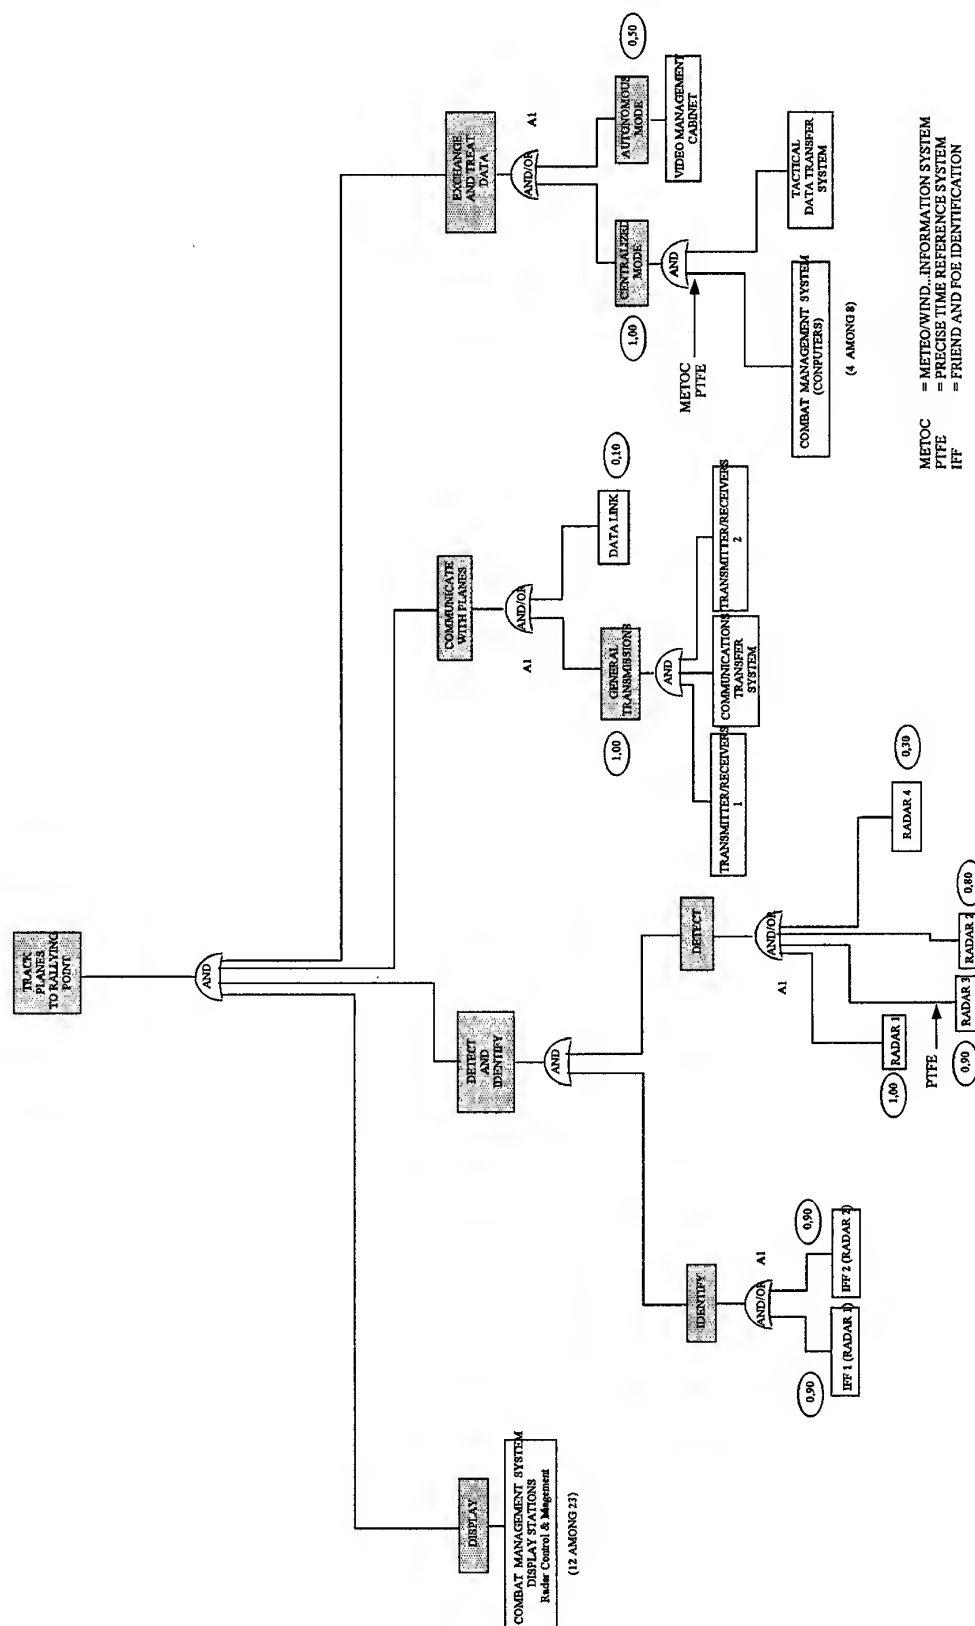 TRACK
PLANES
TO RALLYING
POINT
AND
DISPLAY
COMBAT MANAGEMENT SYSTEM
DISPLAY STATIONS
Radar Control & Magement
(12 AMONG 23)
DETECT
AND
IDENTIFY
AND
IDENTIFY
AND/OR
A1
0,90
IFF 1 (RADAR 1)
0,90
IFF 2 (RADAR 2)
DETECT
AND/OR
A1
1,00
RADAR 1
PTFE
0,90
RADAR 3
RADAR 2
0,80
RADAR 4
0,30
COMMUNICATE
WITH PLANES
AND/OR
A1
1,00
GENERAL
TRANSMISSIONS
AND
TRANSMITTER/RECEIVERS
1
COMMUNICATIONS
TRANSFER
SYSTEM
TRANSMITTER/RECEIVERS
2
DATA LINK
0,10
EXCHANGE
AND TREAT
DATA
AND/OR
A1
1,00
CENTRALIZED
MODE
AND
METOC
PTFE
COMBAT MANAGEMENT SYSTEM
(CONPUTERS)
(4 AMONG 8)
TACTICAL
DATA TRANSFER
SYSTEM
AUTONOMOUS
MODE
0,50
VIDEO MANAGEMENT
CABINET
METOC = METEO/WIND...INFORMATION SYSTEM
PTFE = PRECISE TIME REFERENCE SYSTEM
IFF = FRIEND AND FOE IDENTIFICATION